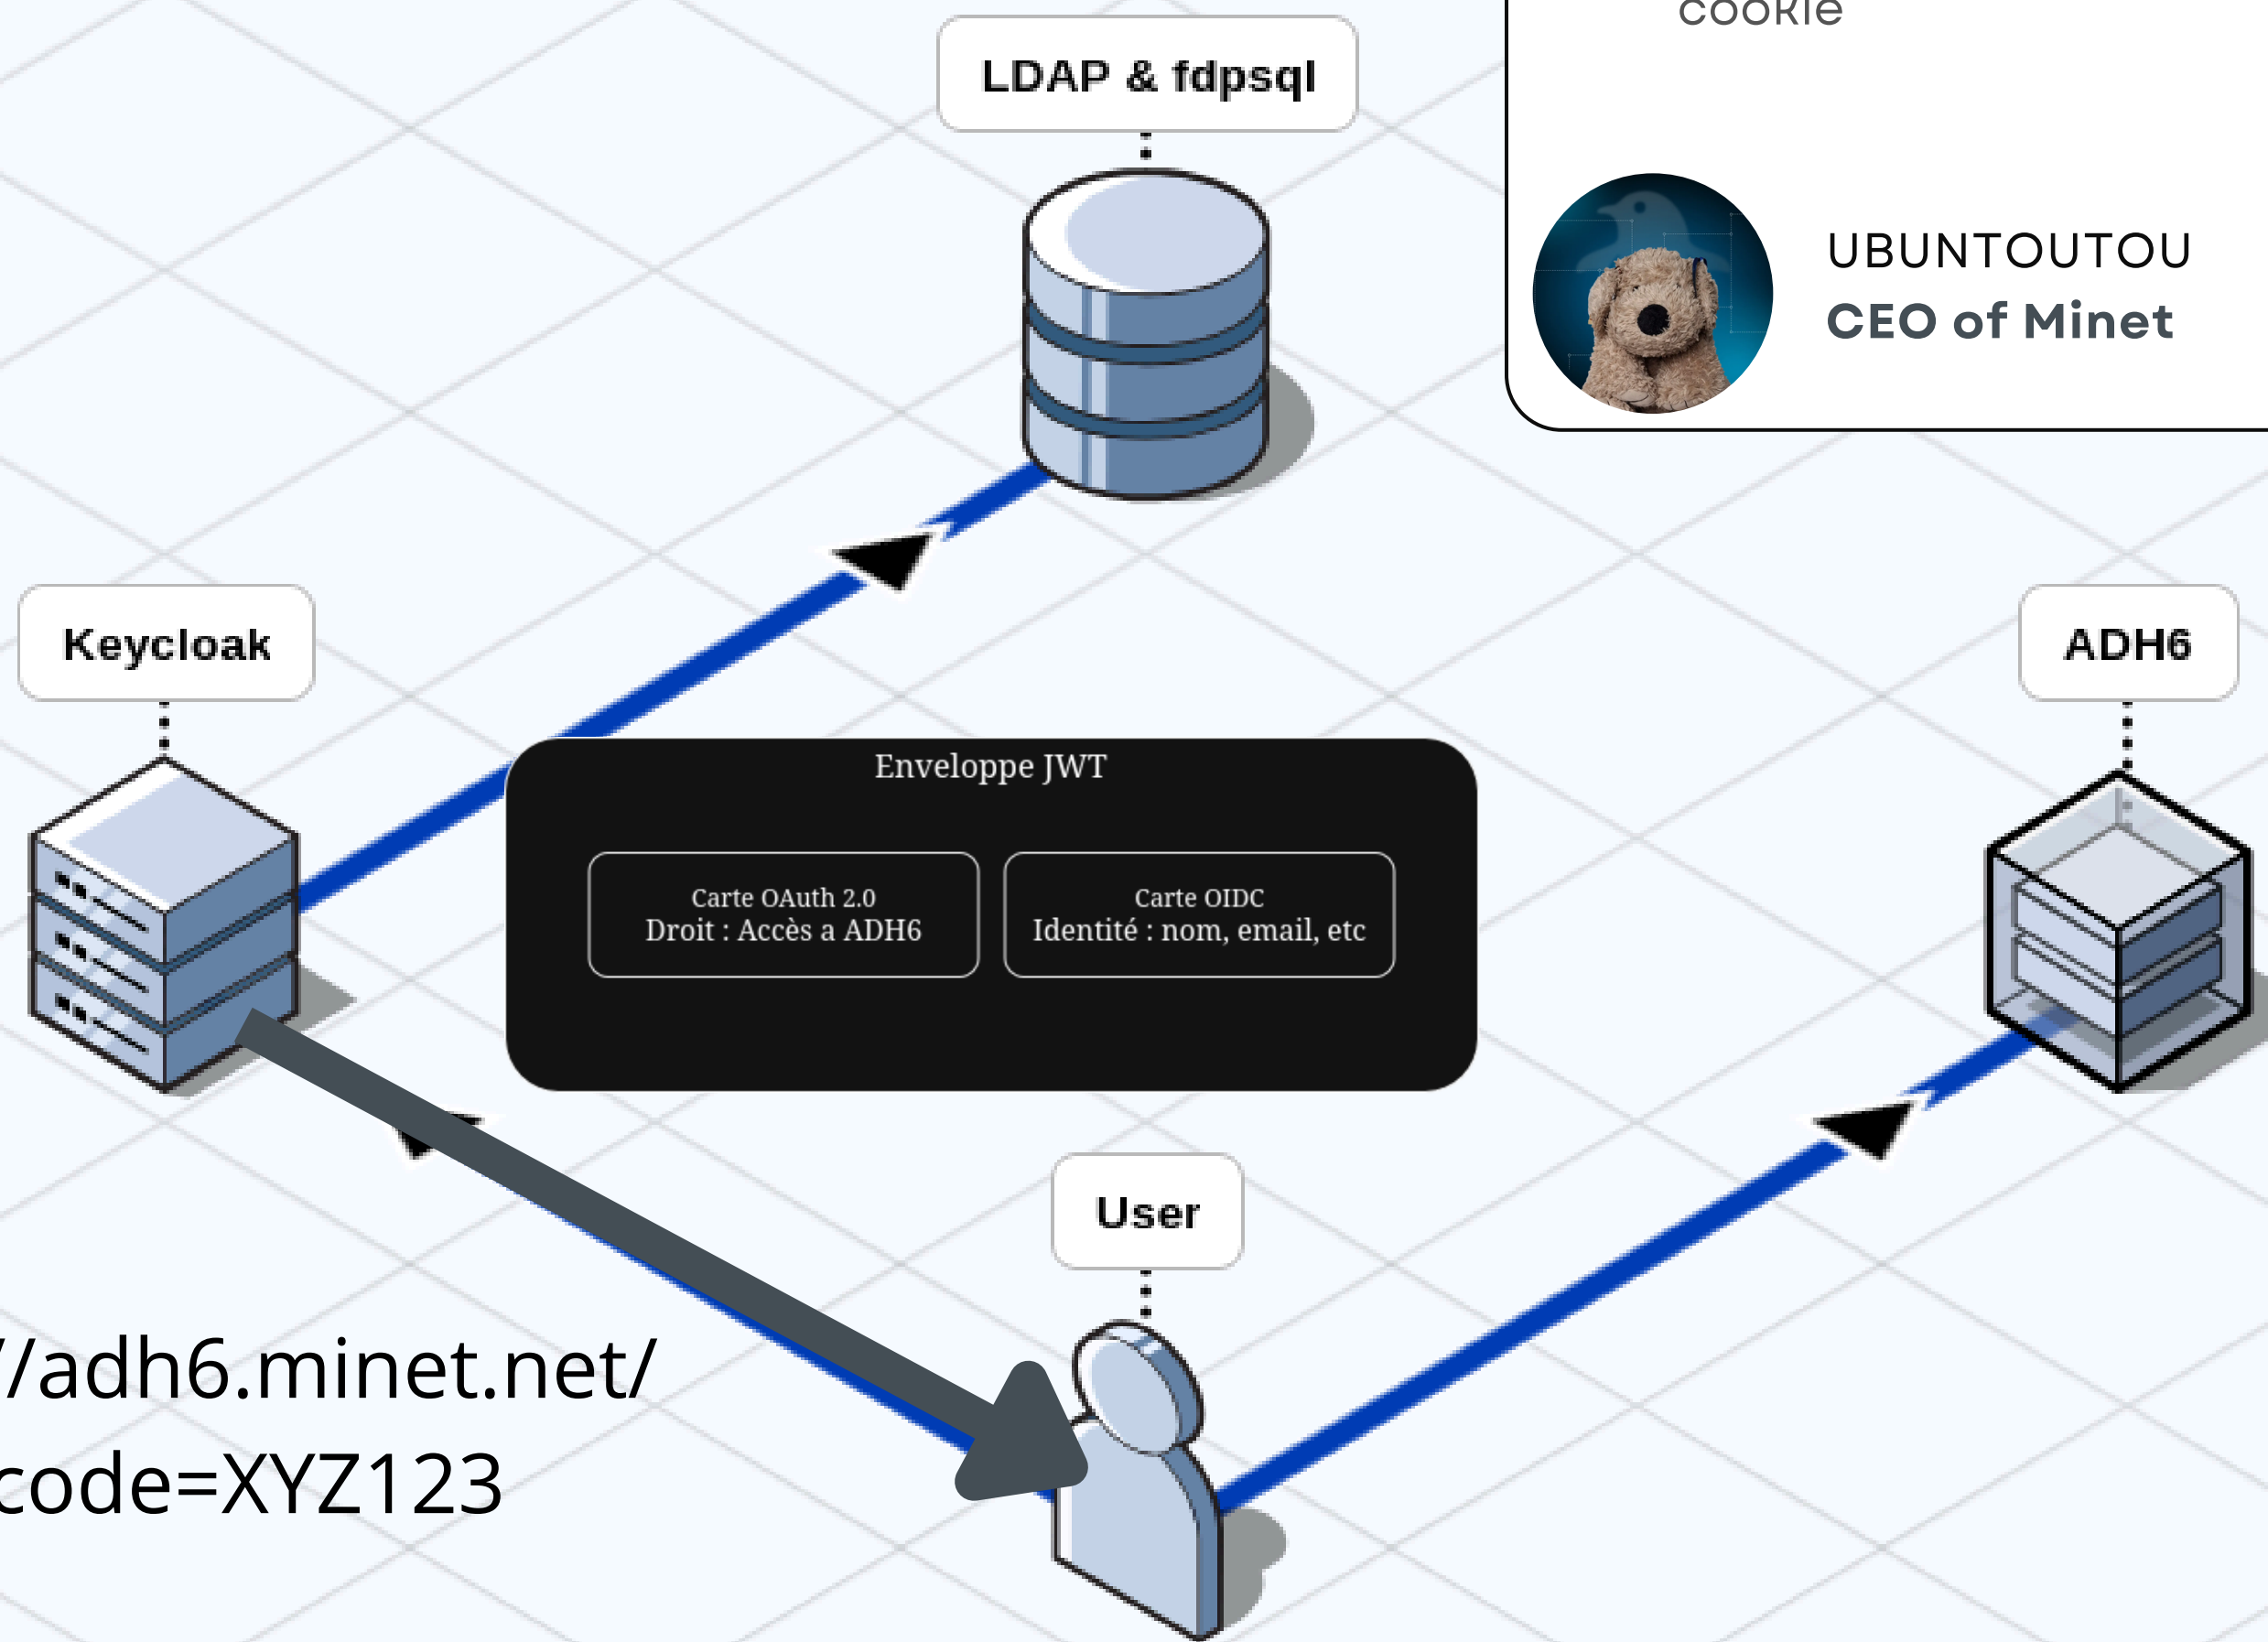 cookie
LDAP & fdpsql
UBUNTOUTOU
CEO of Minet
Keycloak
ADH6
Enveloppe JWT
Carte OAuth 2.0
Droit : Accès a ADH6
Carte OIDC
Identité : nom, email, etc
User
//adh6.minet.net/
code=XYZ123